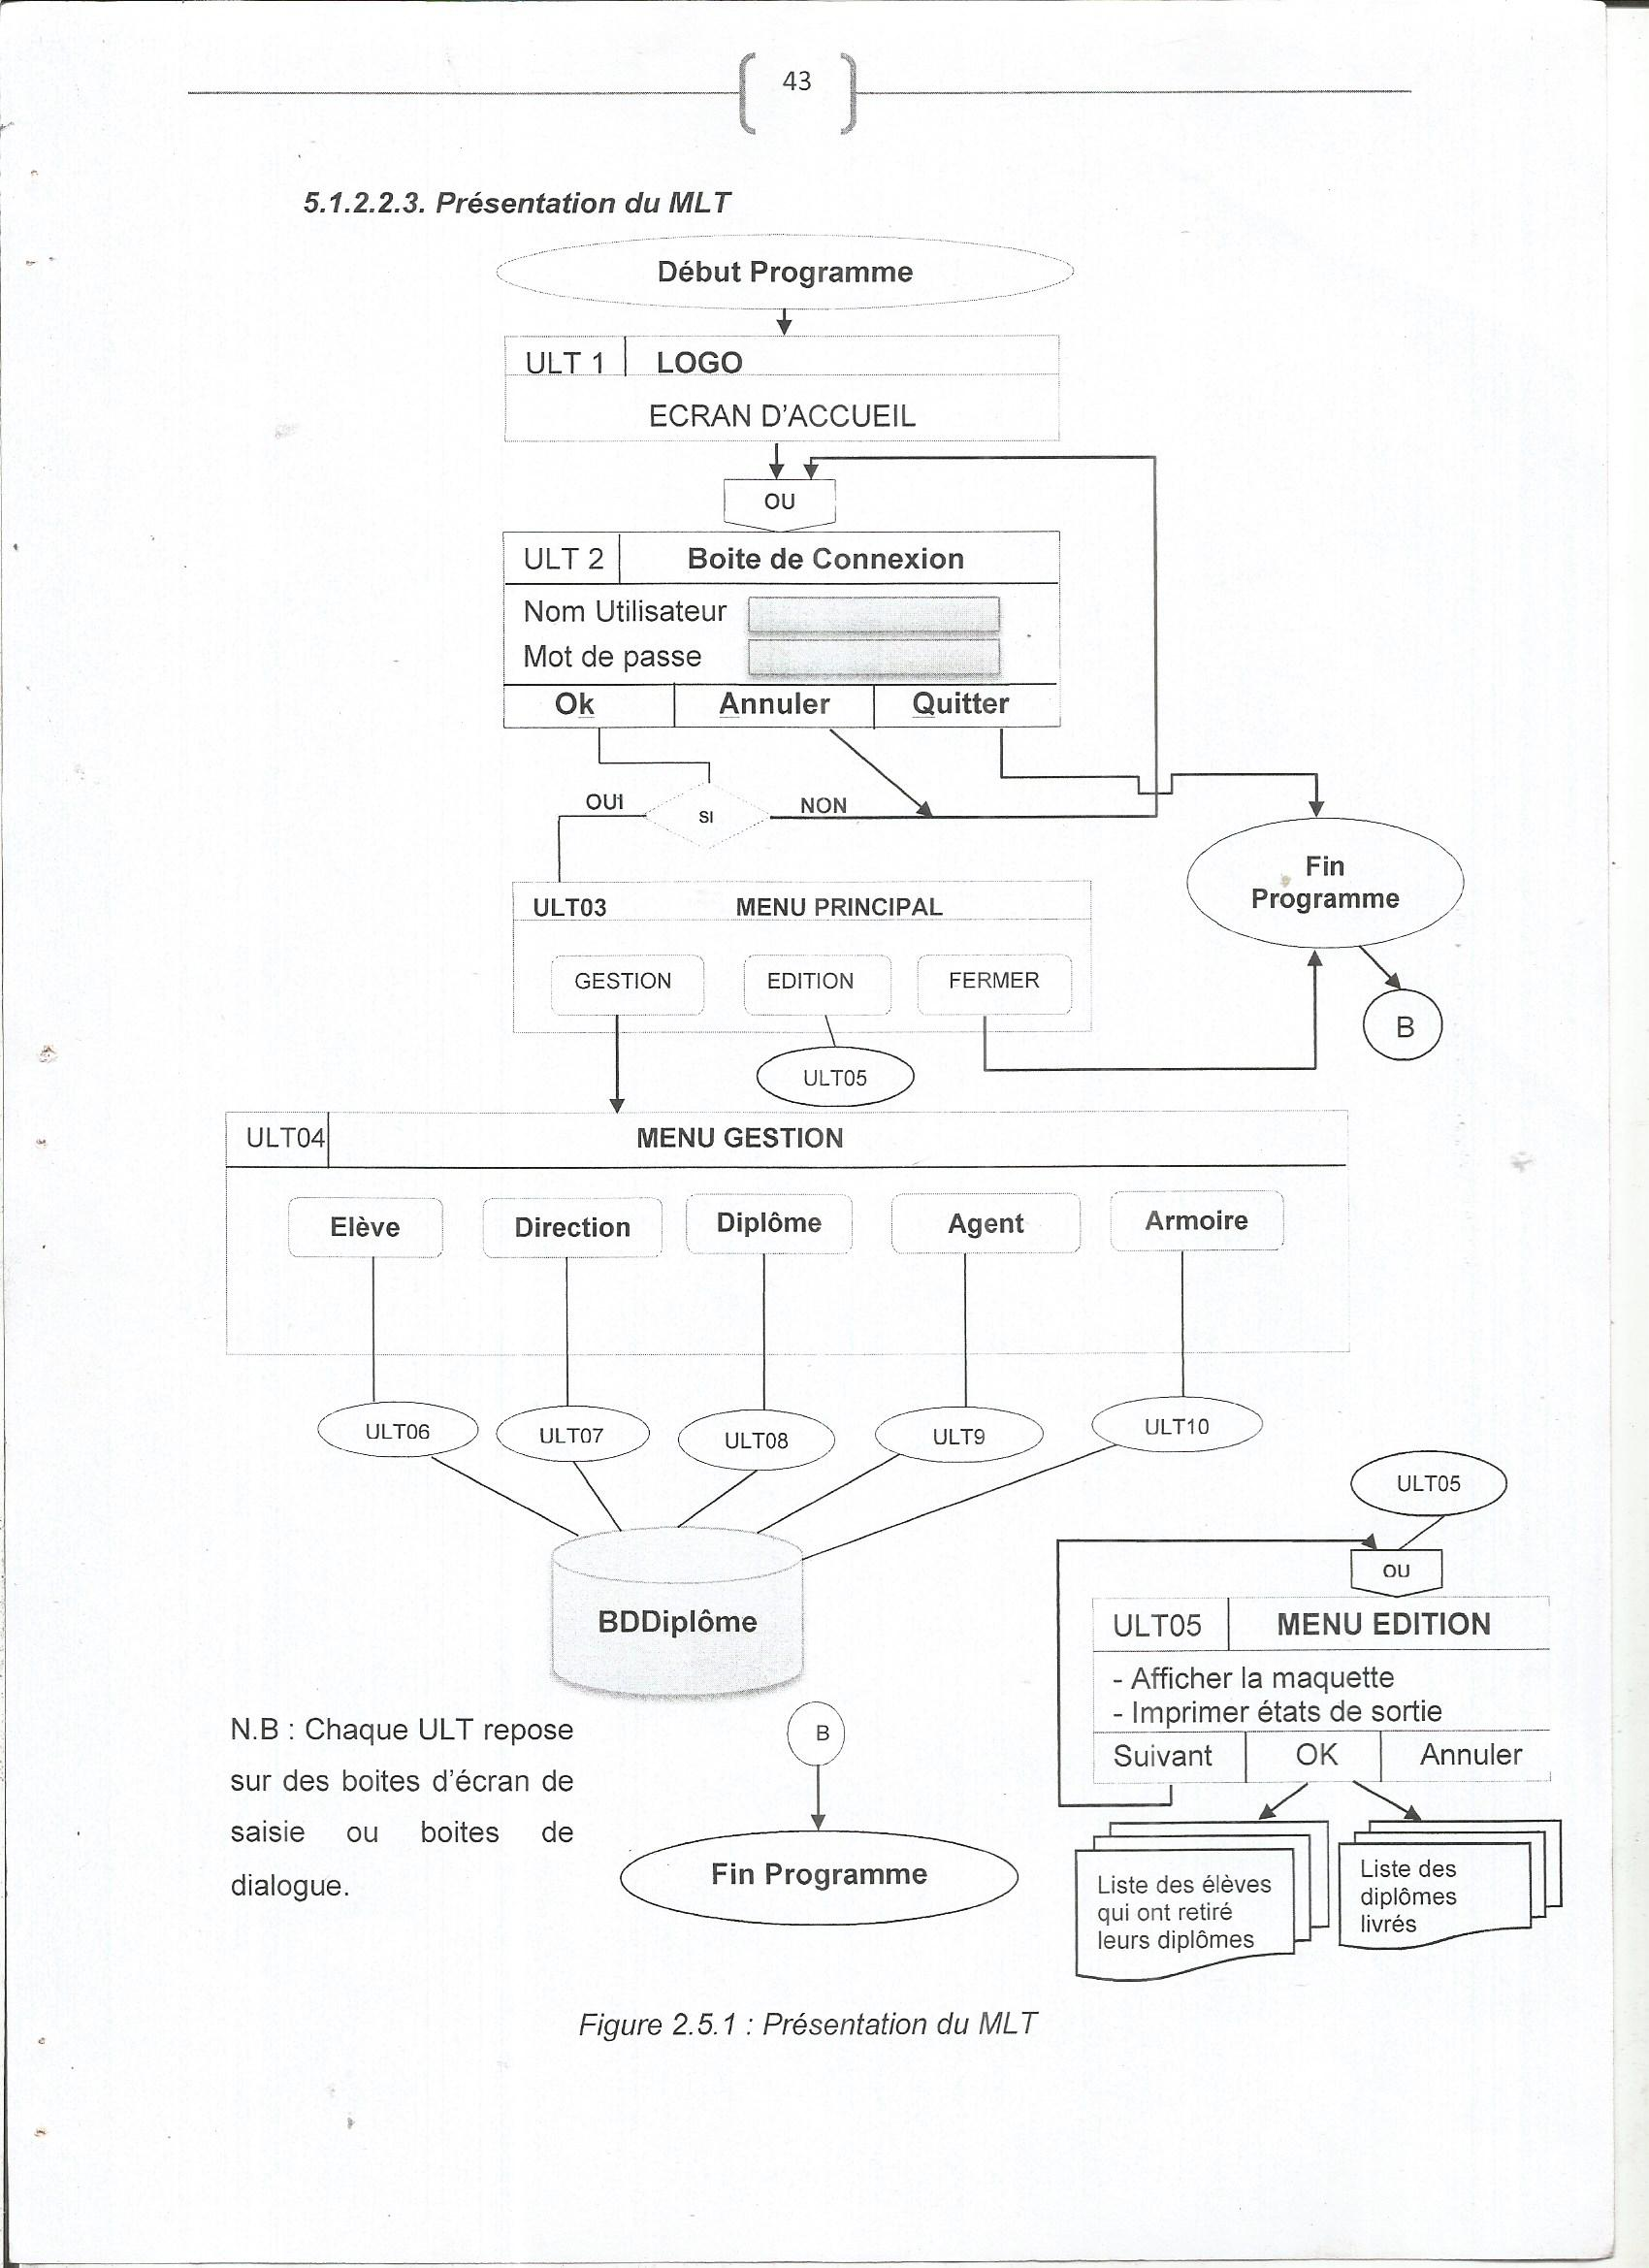 43
5.1.2.2.3. Présentation du MLT
Début Programme
ULT 1 LOGO
ECRAN D'ACCUEIL
OU
ULT 2 Boite de Connexion
Nom Utilisateur
Mot de passe
Ok Annuler Quitter
OUI SI NON
Fin
Programme
ULT03 MENU PRINCIPAL
GESTION EDITION FERMER
B
ULT05
ULT04 MENU GESTION
Elève Direction Diplôme Agent Armoire
ULT06 ULT07 ULT08 ULT9 ULT10
ULT05
OU
BDDiplôme
ULT05 MENU EDITION
- Afficher la maquette
- Imprimer états de sortie
Suivant OK Annuler
N.B : Chaque ULT repose
sur des boites d'écran de
saisie ou boites de
dialogue.
B
Fin Programme
Liste des élèves
qui ont retiré
leurs diplômes
Liste des
diplômes
livrés
Figure 2.5.1 : Présentation du MLT